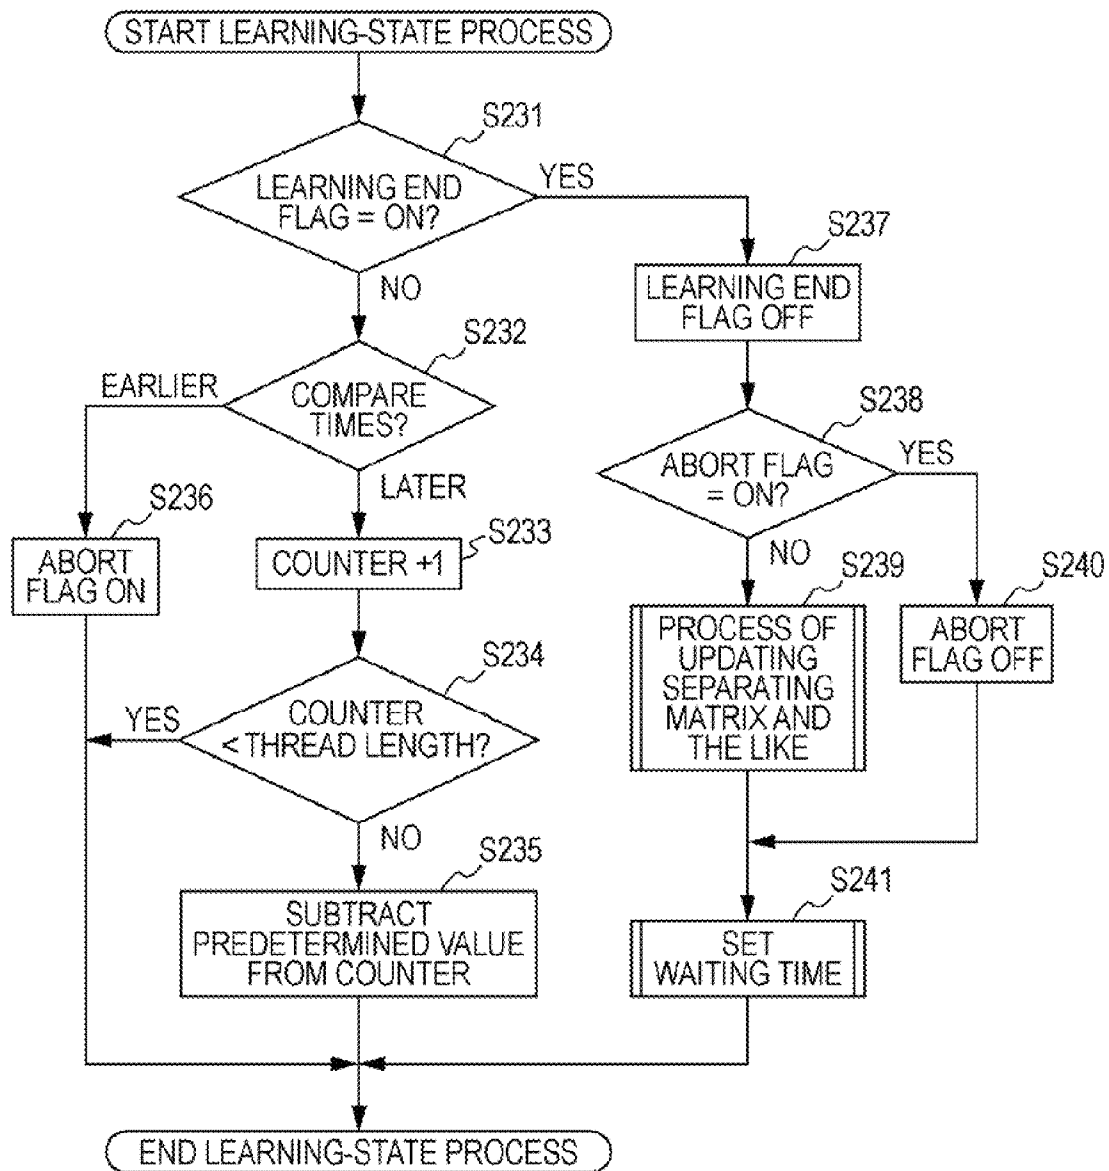 START LEARNING-STATE PROCESS
S231
LEARNING END
FLAG = ON?
YES
NO
S237
LEARNING END
FLAG OFF
S232
EARLIER
COMPARE
TIMES?
LATER
S238
ABORT FLAG
= ON?
YES
NO
S236
ABORT
FLAG ON
S233
COUNTER +1
S239
PROCESS OF
UPDATING
SEPARATING
MATRIX AND
THE LIKE
S240
ABORT
FLAG OFF
S234
YES
COUNTER
< THREAD LENGTH?
NO
S235
SUBTRACT
PREDETERMINED VALUE
FROM COUNTER
S241
SET
WAITING TIME
END LEARNING-STATE PROCESS